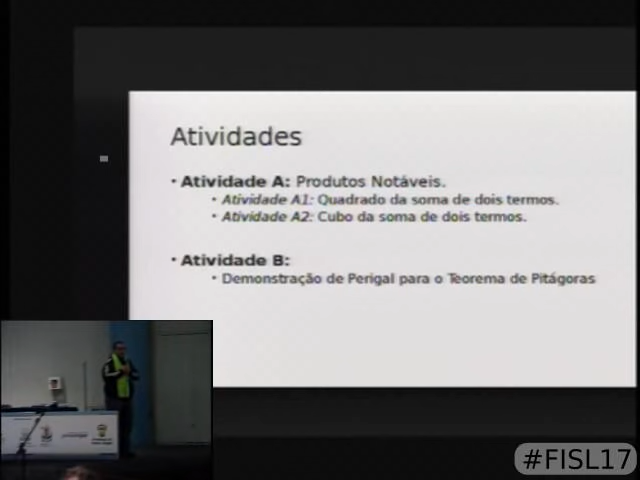 Atividades
• Atividade A: Produtos Notáveis.
• Atividade A1: Quadrado da soma de dois termos.
• Atividade A2: Cubo da soma de dois termos.
• Atividade B:
• Demonstração de Perigal para o Teorema de Pitágoras
#FISL17